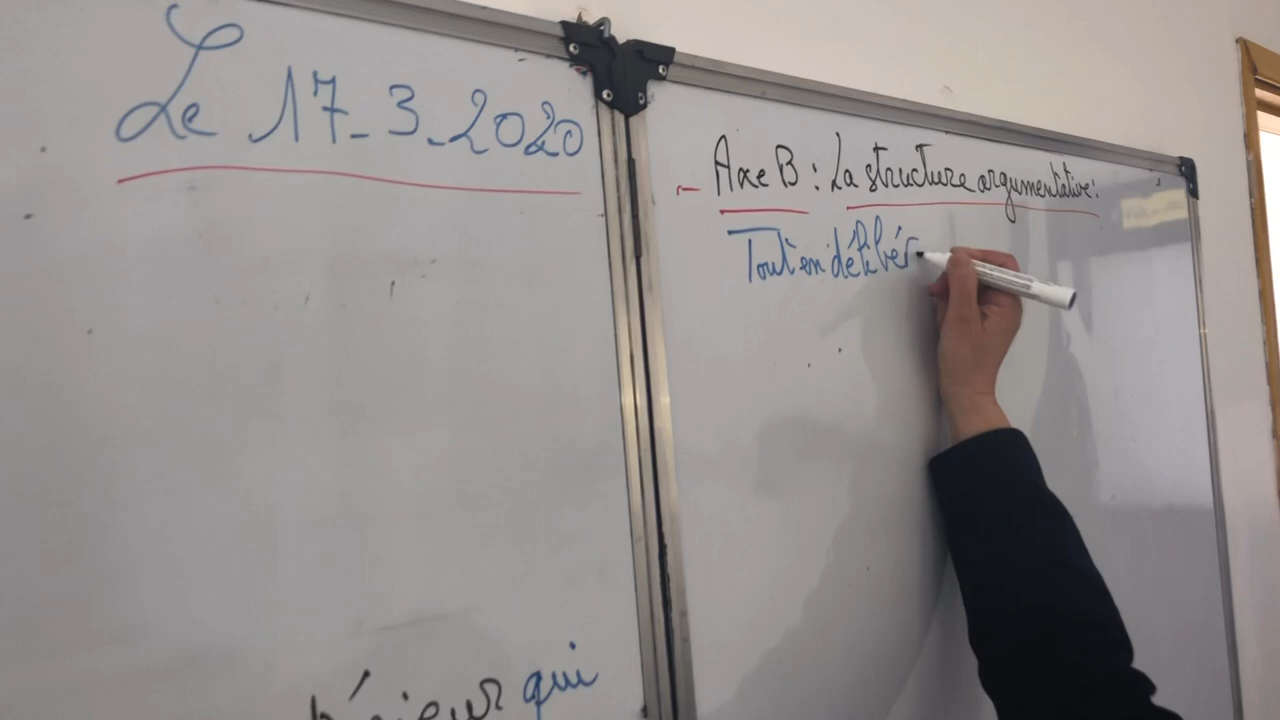 Le 17-3-2020
- Axe B : La structure argumentative :
Tout en délibér
qui